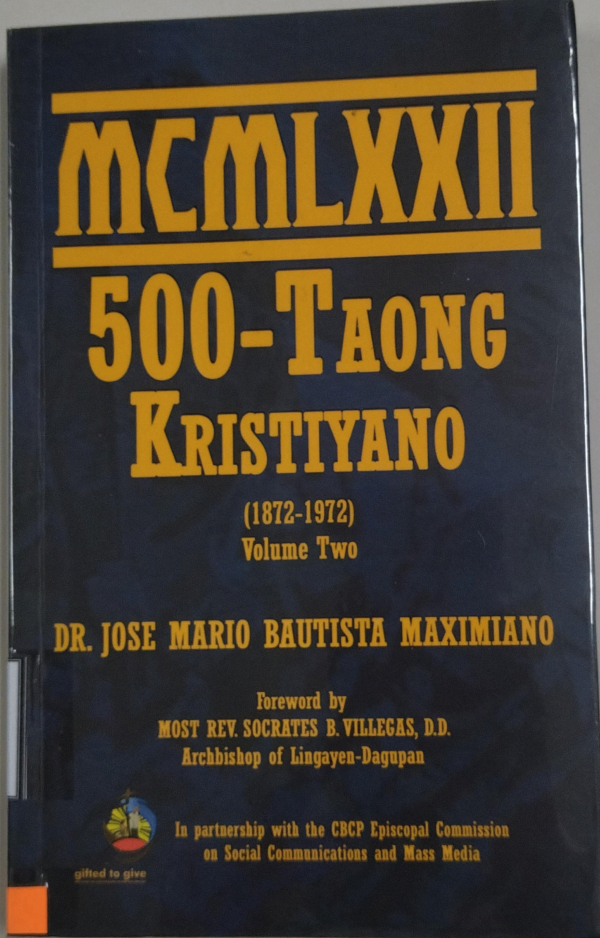 MCMLXXII
500-TAONG
KRISTIYANO
(1872-1972)
Volume Two
DR. JOSE MARIO BAUTISTA MAXIMIANO
Foreword by
MOST REV. SOCRATES B. VILLEGAS, D.D.
Archbishop of Lingayen-Dagupan
In partnership with the CBCP Episcopal Commission
on Social Communications and Mass Media
gifted to give